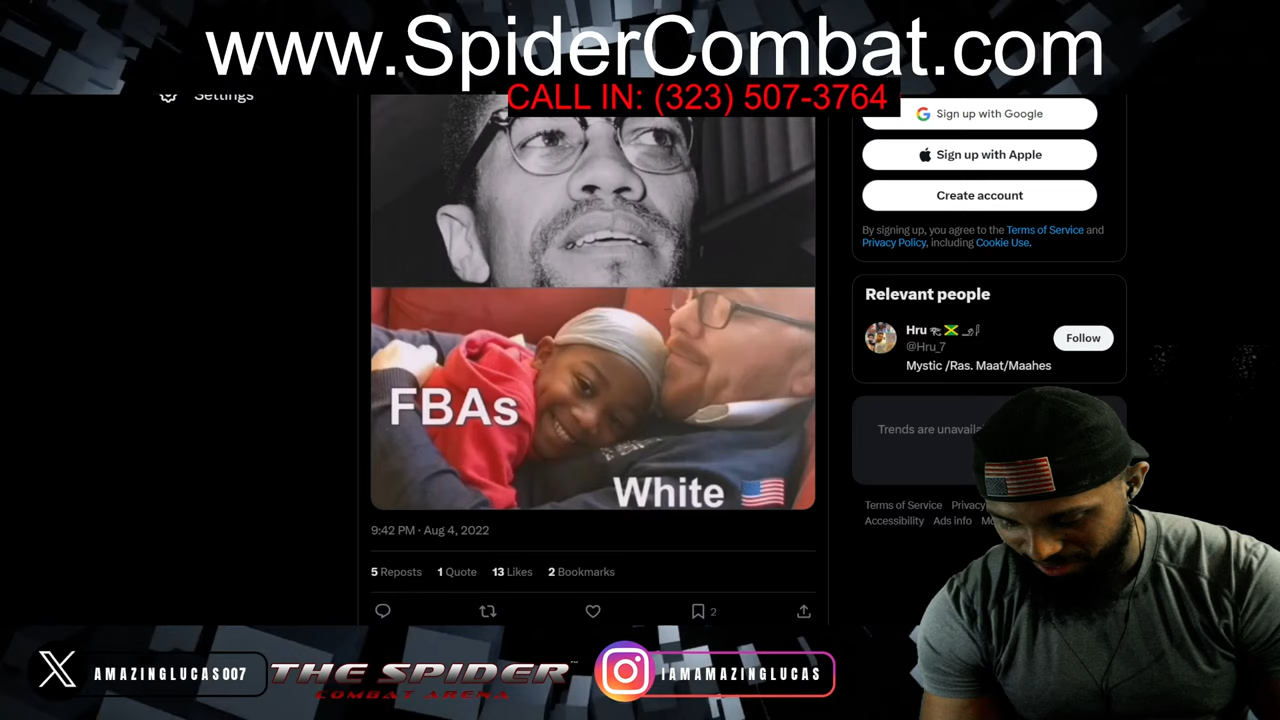 www.SpiderCombat.com
CALL IN: (323) 507-3764
Settings
FBAs
White
9:42 PM · Aug 4, 2022
5 Reposts 1 Quote 13 Likes 2 Bookmarks
2
Sign up with Google
Sign up with Apple
Create account
By signing up, you agree to the Terms of Service and
Privacy Policy, including Cookie Use.
Relevant people
Hru
@Hru_7
Follow
Mystic /Ras. Maat/Maahes
Trends are
Terms of Service Privacy
Accessibility Ads info
AMAZINGLUCAS007
THE SPIDER
COMBAT ARENA
IAMAMAZINGLUCAS